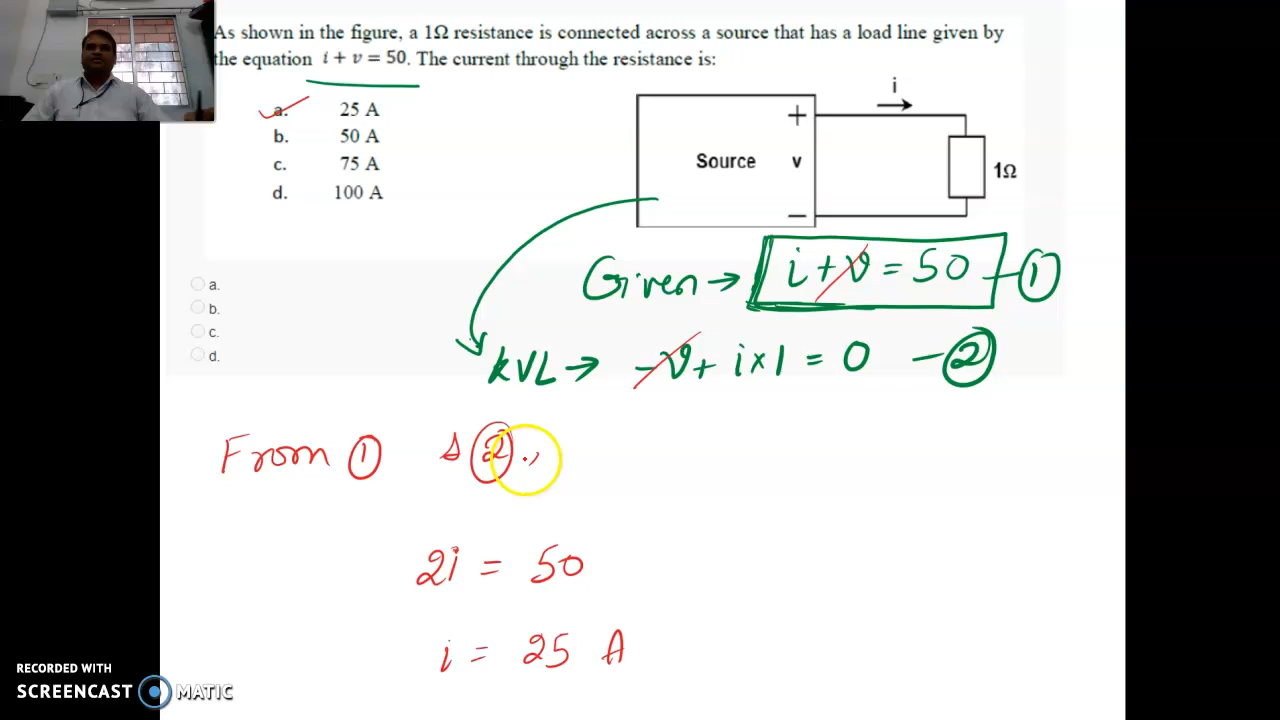 As shown in the figure, a 1Ω resistance is connected across a source that has a load line given by
the equation i + v = 50. The current through the resistance is:
a. 25 A
b. 50 A
c. 75 A
d. 100 A
i
+
Source v
1Ω
−
Given → i + v = 50 — ①
KVL → −v + i × 1 = 0 — ②
a.
b.
c.
d.
From ① & ② .,
2i = 50
i = 25 A
RECORDED WITH
SCREENCAST MATIC